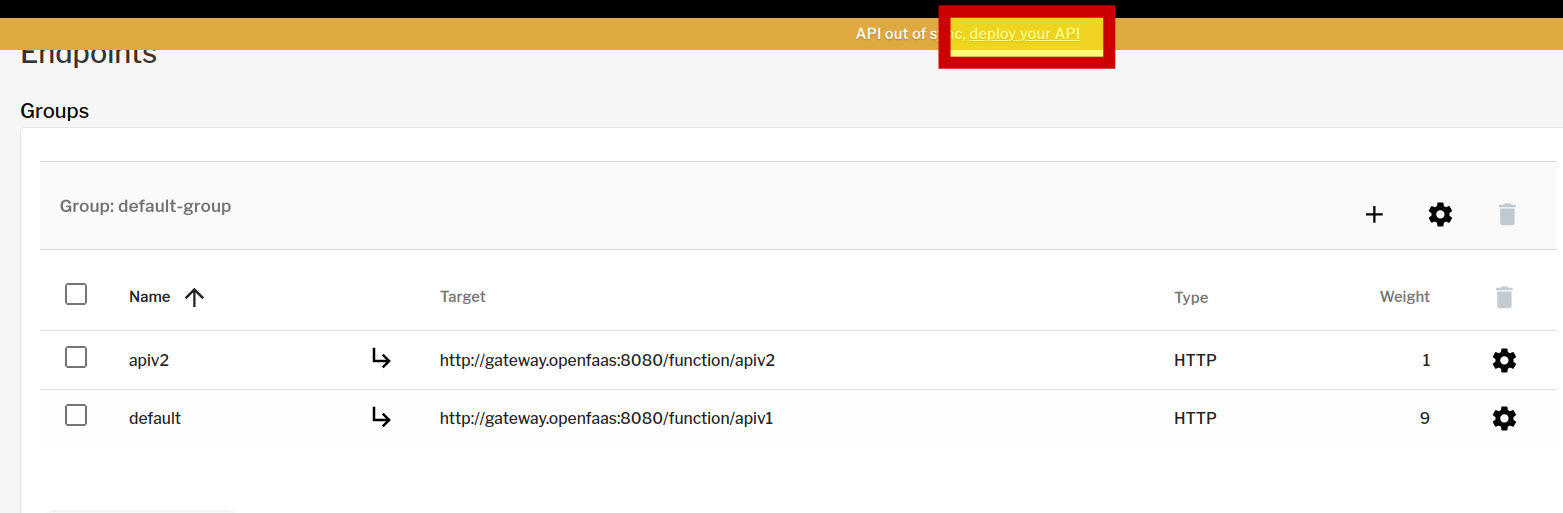 API out of sync, deploy your API
Endpoints
Groups
Group: default-group
Name Target Type Weight
apiv2 http://gateway.openfaas:8080/function/apiv2 HTTP 1
default http://gateway.openfaas:8080/function/apiv1 HTTP 9